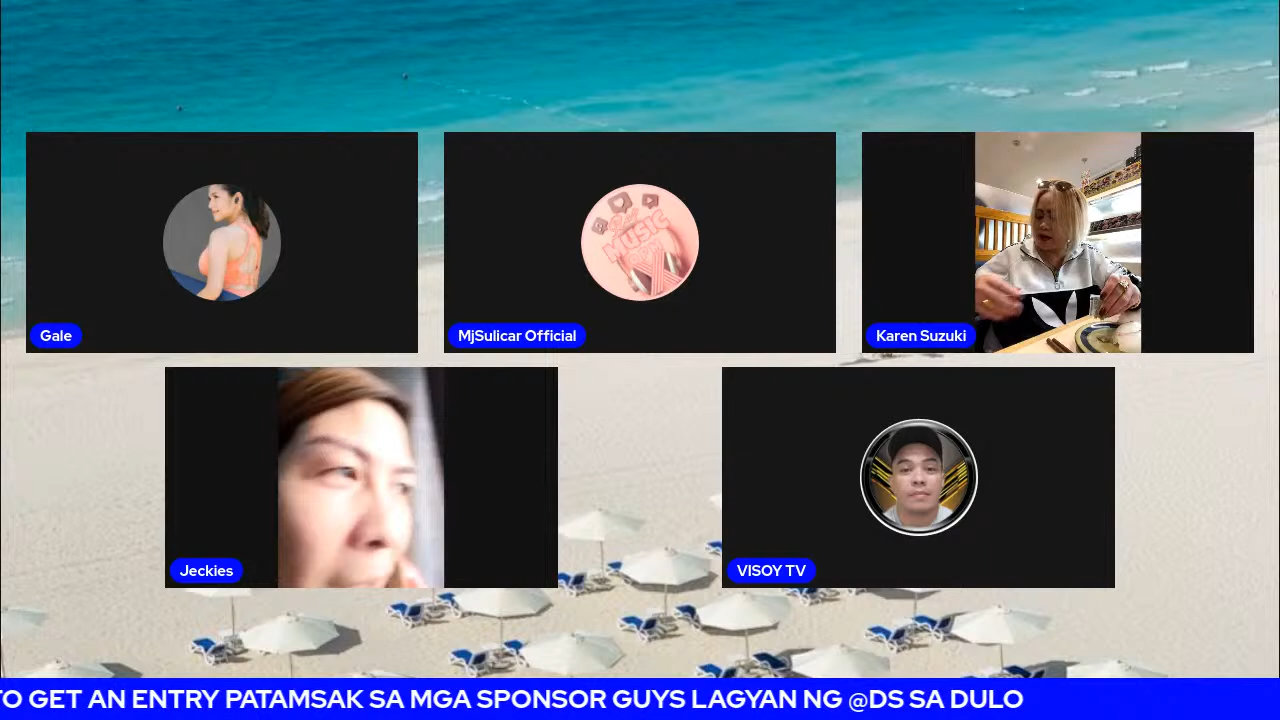 Gale
MjSulicar Official
Karen Suzuki
MUSIC
Jeckies
VISOY TV
TO GET AN ENTRY PATAMSAK SA MGA SPONSOR GUYS LAGYAN NG @DS SA DULO